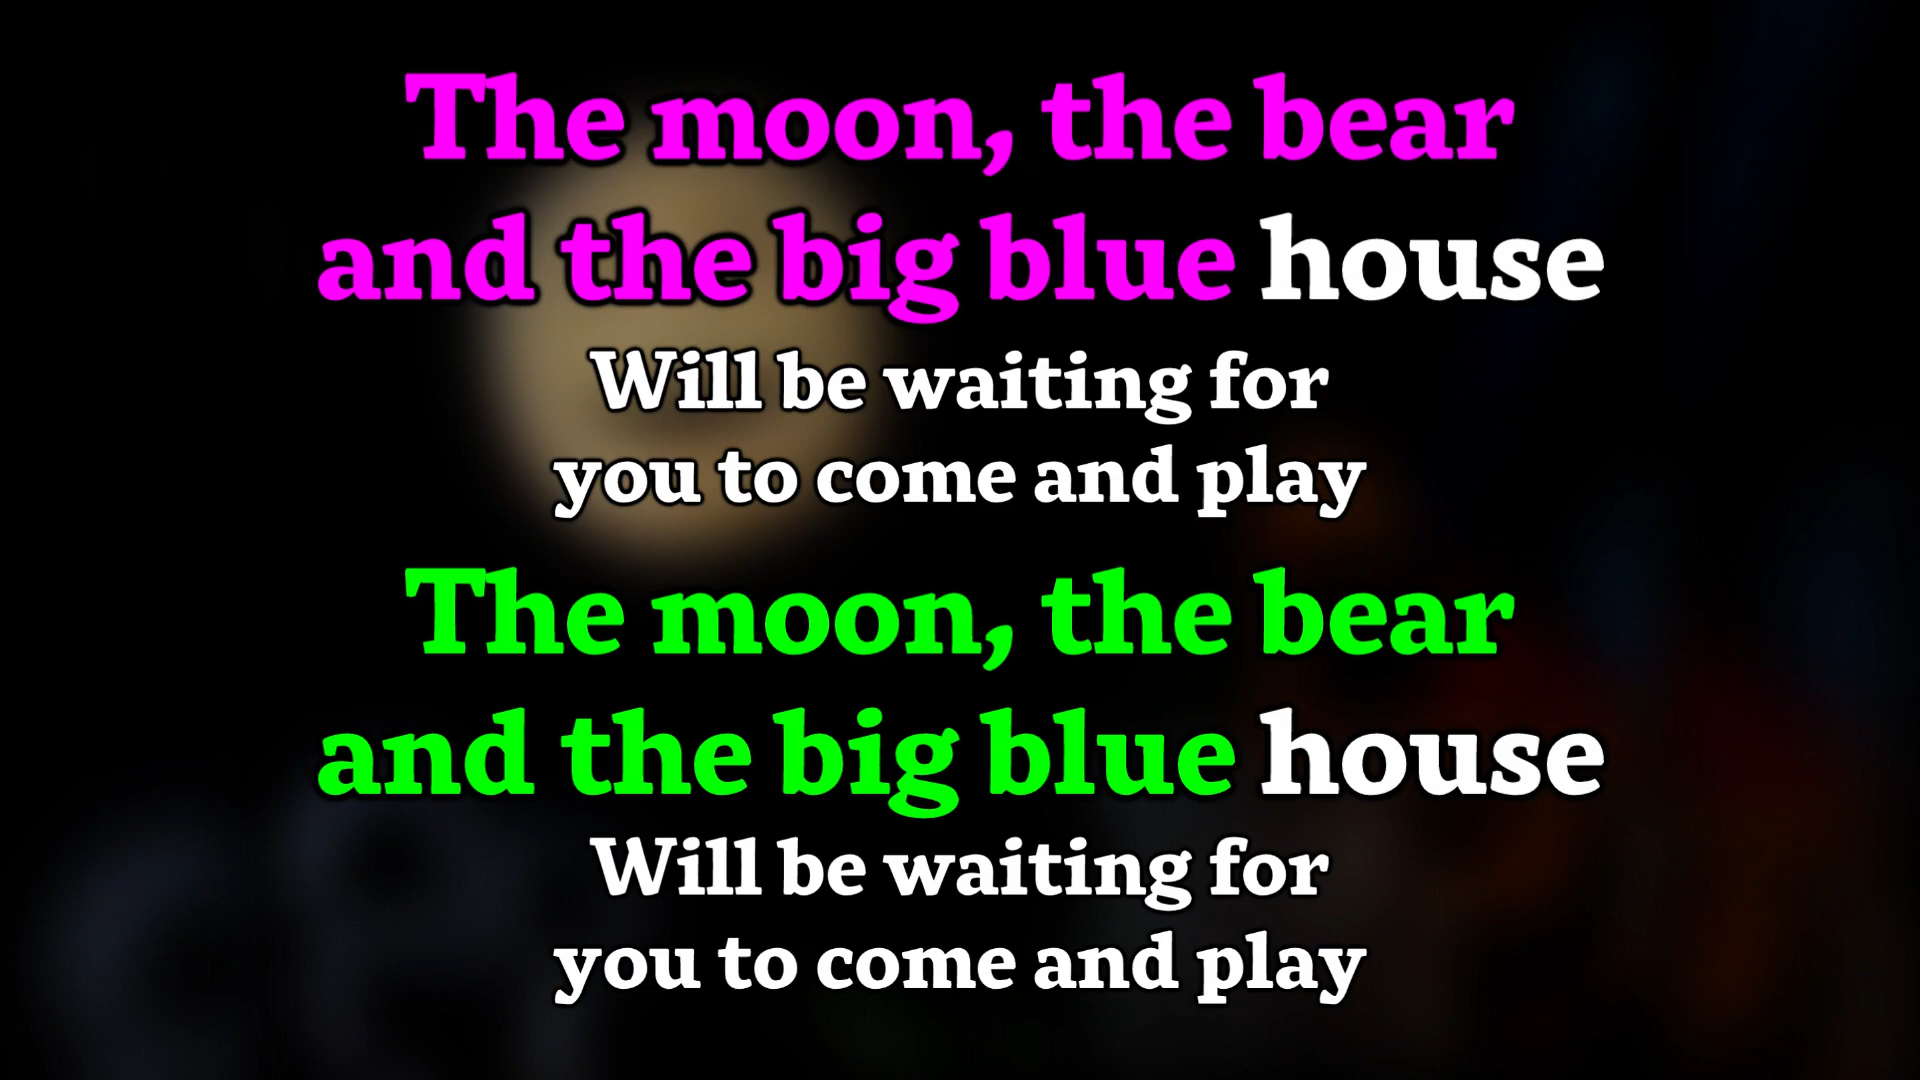 The moon, the bear
and the big blue house
Will be waiting for
you to come and play
The moon, the bear
and the big blue house
Will be waiting for
you to come and play